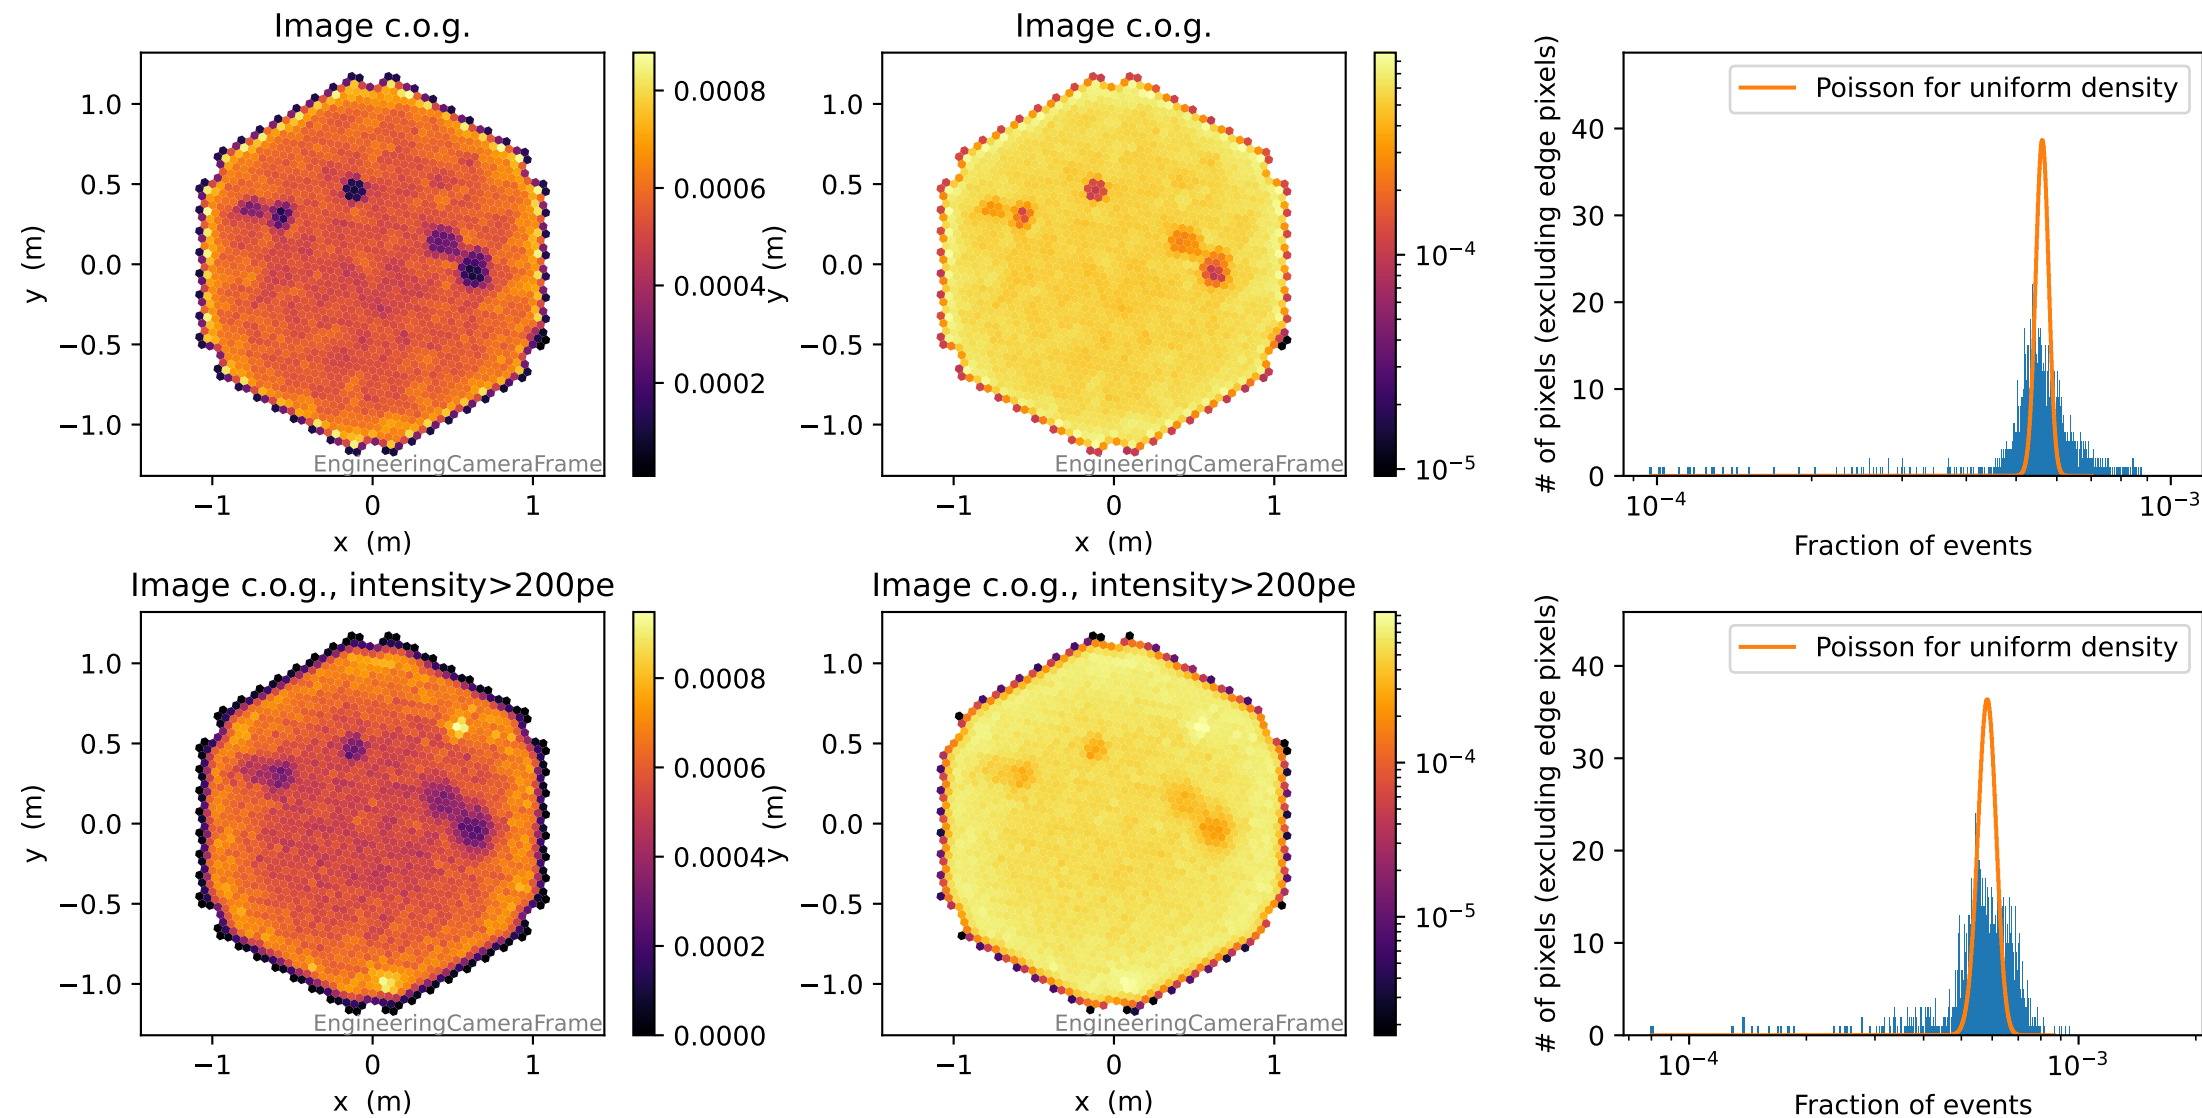 Image c.o.g.
y (m)
1.0
0.5
0.0
−0.5
−1.0
−1
0
1
x (m)
EngineeringCameraFrame
0.0008
0.0006
0.0004
0.0002
Image c.o.g.
y (m)
1.0
0.5
0.0
−0.5
−1.0
−1
0
1
x (m)
EngineeringCameraFrame
10⁻⁴
10⁻⁵
# of pixels (excluding edge pixels)
40
30
20
10
0
Poisson for uniform density
10⁻⁴
10⁻³
Fraction of events
Image c.o.g., intensity>200pe
y (m)
1.0
0.5
0.0
−0.5
−1.0
−1
0
1
x (m)
EngineeringCameraFrame
0.0008
0.0006
0.0004
0.0002
0.0000
Image c.o.g., intensity>200pe
y (m)
1.0
0.5
0.0
−0.5
−1.0
−1
0
1
x (m)
EngineeringCameraFrame
10⁻⁴
10⁻⁵
# of pixels (excluding edge pixels)
40
30
20
10
0
Poisson for uniform density
10⁻⁴
10⁻³
Fraction of events